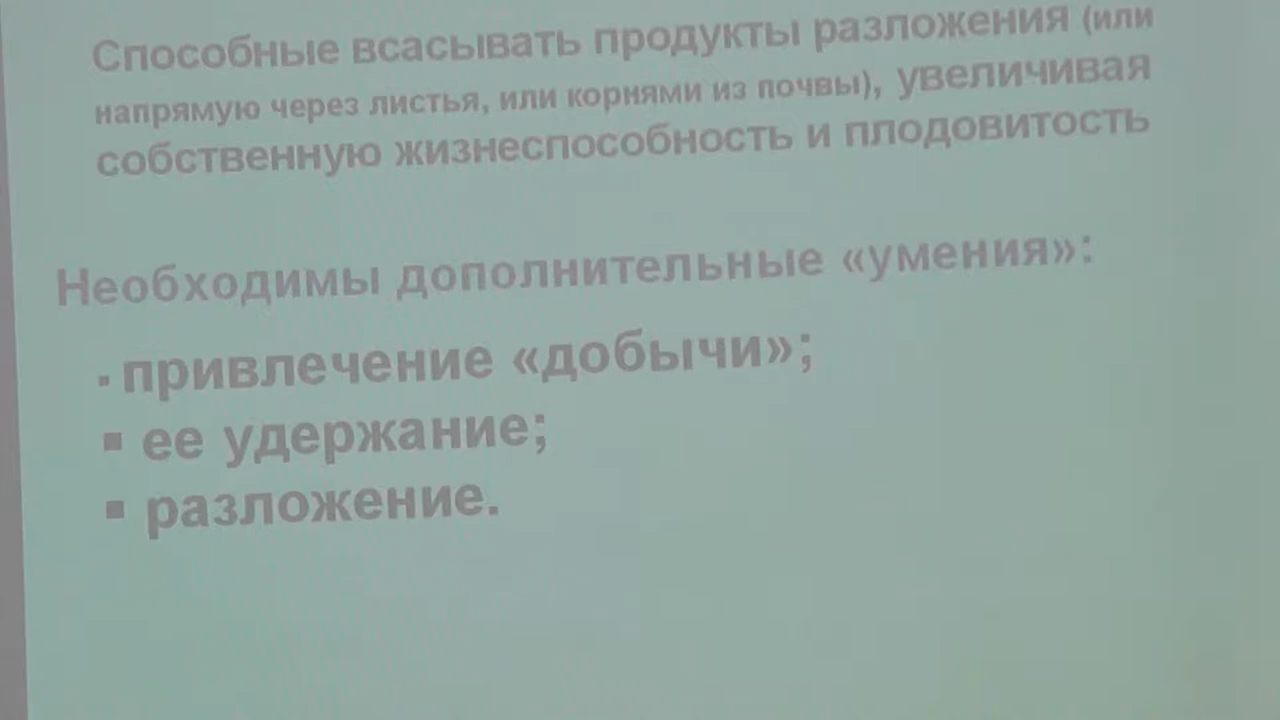 Способные всасывать продукты разложения (или
напрямую через листья, или корнями из почвы), увеличивая
собственную жизнеспособность и плодовитость
Необходимы дополнительные «умения»:
▪ привлечение «добычи»;
▪ ее удержание;
▪ разложение.